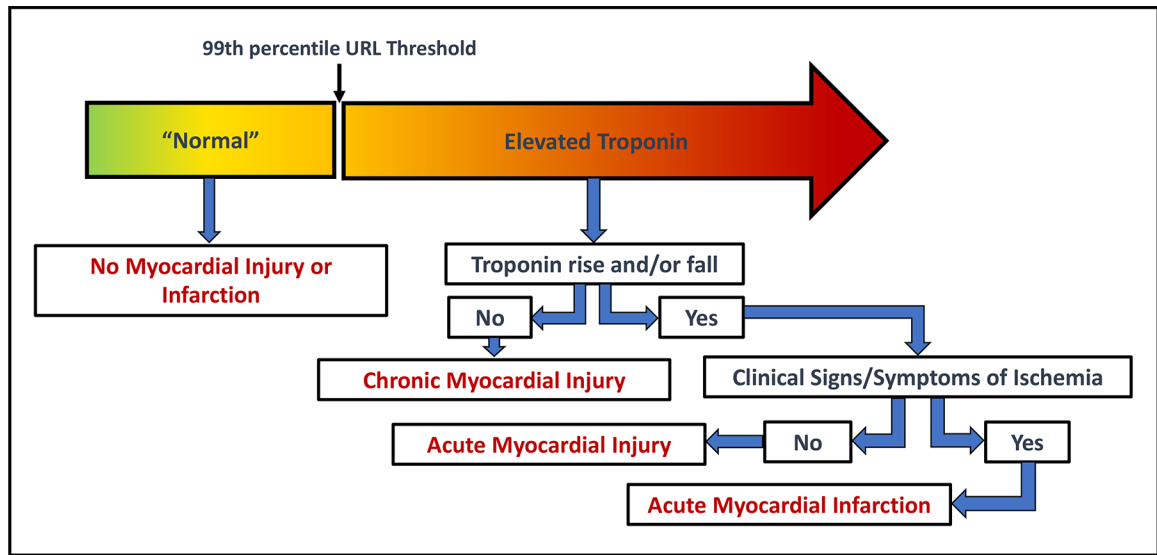 99th percentile URL Threshold
“Normal”
Elevated Troponin
No Myocardial Injury or
Infarction
Troponin rise and/or fall
No
Yes
Chronic Myocardial Injury
Clinical Signs/Symptoms of Ischemia
Acute Myocardial Injury
No
Yes
Acute Myocardial Infarction